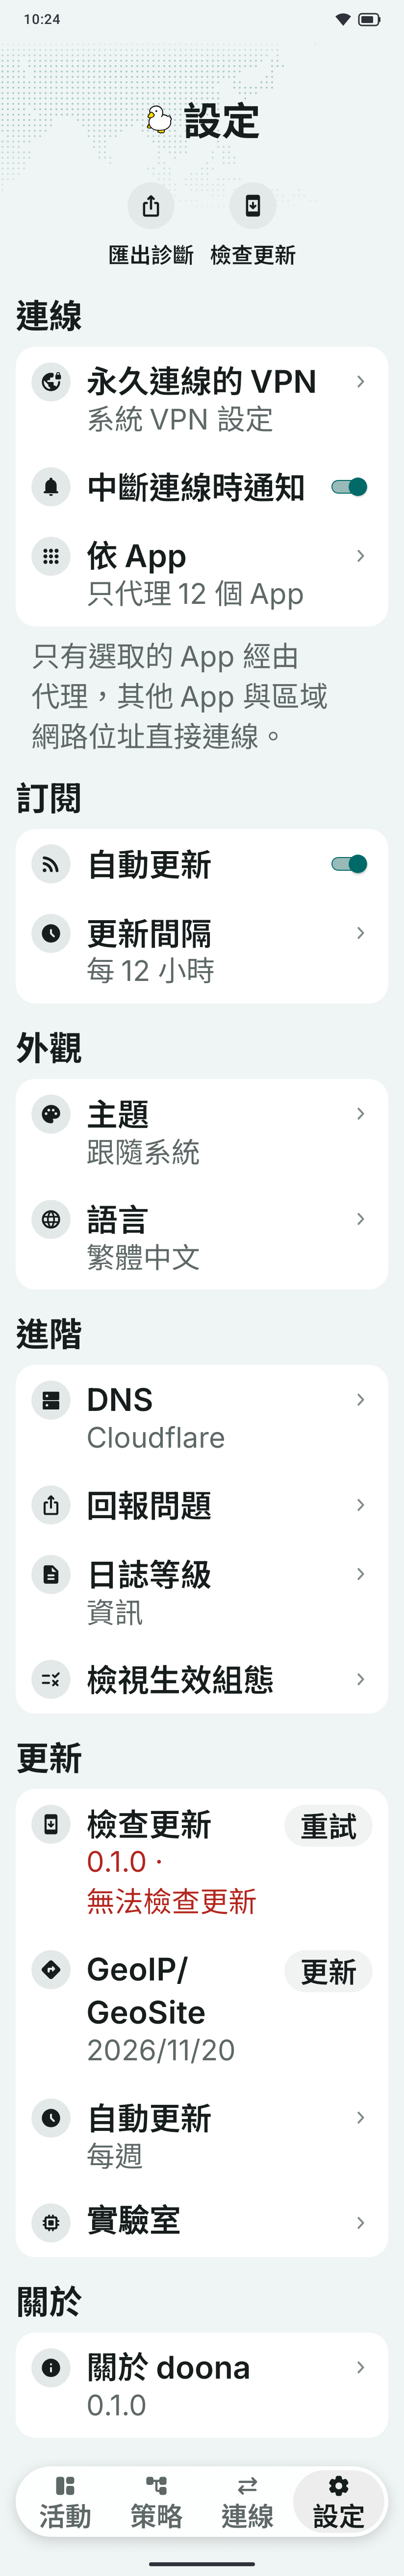 10:24
設定
匯出診斷
檢查更新
連線
永久連線的 VPN
系統 VPN 設定
中斷連線時通知
依 App
只代理 12 個 App
只有選取的 App 經由
代理，其他 App 與區域
網路位址直接連線。
訂閱
自動更新
更新間隔
每 12 小時
外觀
主題
跟隨系統
語言
繁體中文
進階
DNS
Cloudflare
回報問題
日誌等級
資訊
檢視生效組態
更新
檢查更新
重試
0.1.0 ·
無法檢查更新
GeoIP/
GeoSite
更新
2026/11/20
自動更新
每週
實驗室
關於
關於 doona
0.1.0
活動
策略
連線
設定